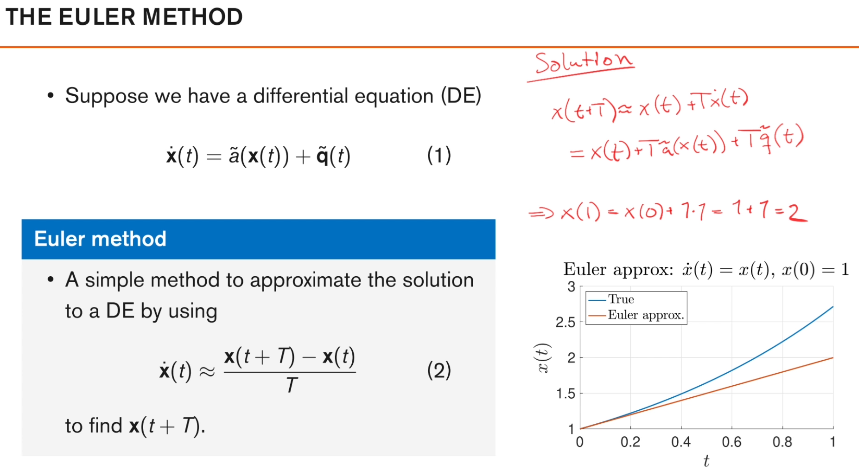 THE EULER METHOD
• Suppose we have a differential equation (DE)
ẋ(t) = ã(x(t)) + q̃(t) (1)
Euler method
• A simple method to approximate the solution
to a DE by using
ẋ(t) ≈ (x(t + T) − x(t)) / T (2)
to find x(t + T).
Solution
x(t+T) ≈ x(t) + Tẋ(t)
= x(t) + Tã(x(t)) + Tq̃(t)
⇒ x(1) = x(0) + 1·1 = 1+1 = 2
Euler approx: ẋ(t) = x(t), x(0) = 1
True
Euler approx.
3
2.5
2
1.5
1
x(t)
0 0.2 0.4 0.6 0.8 1
t